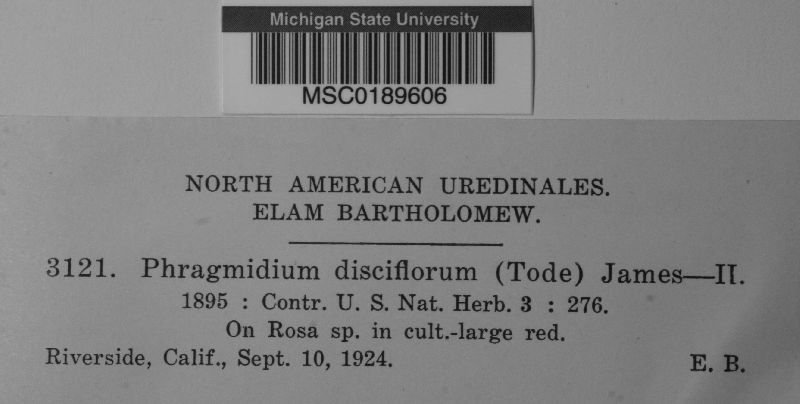 Michigan State University
MSC0189606
NORTH AMERICAN UREDINALES.
ELAM BARTHOLOMEW.
3121. Phragmidium disciflorum (Tode) James—II.
1895 : Contr. U. S. Nat. Herb. 3 : 276.
On Rosa sp. in cult.-large red.
Riverside, Calif., Sept. 10, 1924. E. B.